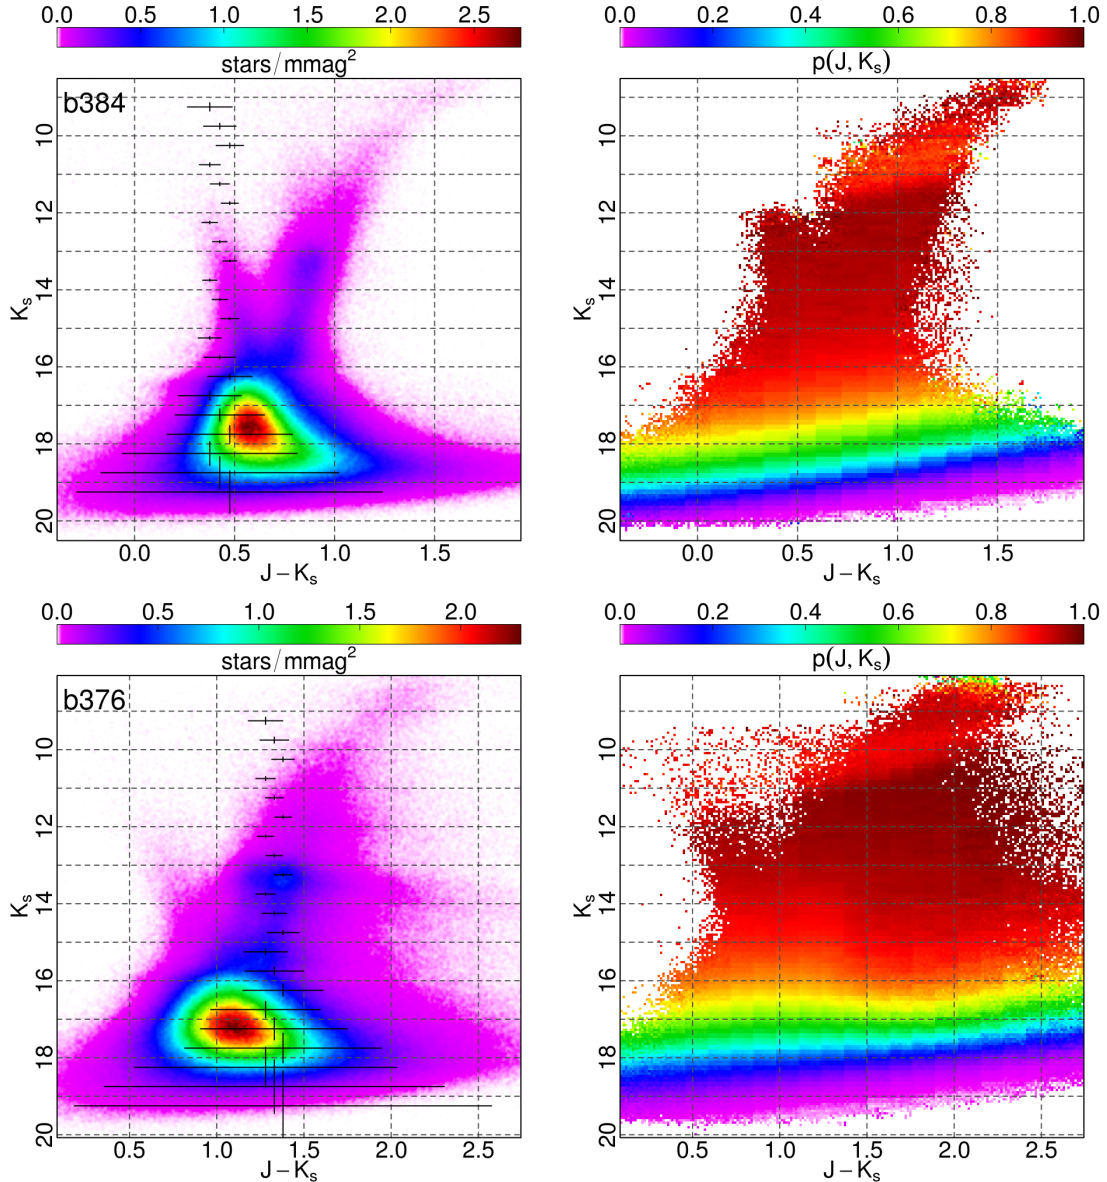 0.0 0.5 1.0 1.5 2.0 2.5
stars/mmag²
b384
10
12
14
16
18
20
Kₛ
0.0 0.5 1.0 1.5
J−Kₛ
0.0 0.2 0.4 0.6 0.8 1.0
p(J, Kₛ)
10
12
14
16
18
20
Kₛ
0.0 0.5 1.0 1.5
J−Kₛ
0.0 0.5 1.0 1.5 2.0
stars/mmag²
b376
10
12
14
16
18
20
Kₛ
0.5 1.0 1.5 2.0 2.5
J−Kₛ
0.0 0.2 0.4 0.6 0.8 1.0
p(J, Kₛ)
10
12
14
16
18
20
Kₛ
0.5 1.0 1.5 2.0 2.5
J−Kₛ